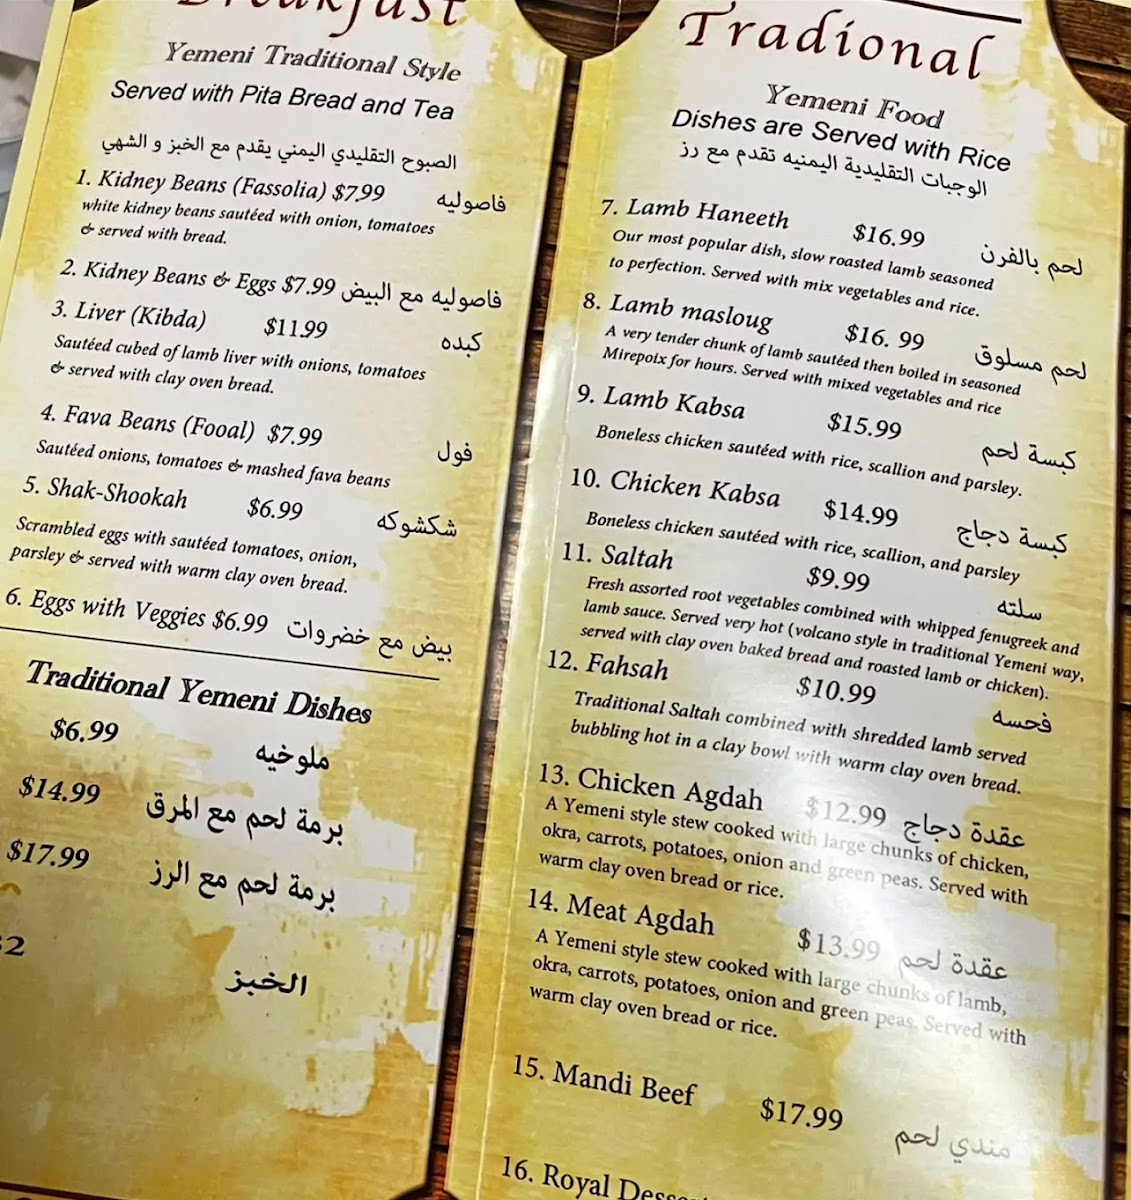 Breakfast
Yemeni Traditional Style
Served with Pita Bread and Tea
الصبوح التقليدي اليمني يقدم مع الخبز و الشهي
1. Kidney Beans (Fassolia) $7.99 فاصوليه
white kidney beans sautéed with onion, tomatoes
& served with bread.
2. Kidney Beans & Eggs $7.99 فاصوليه مع البيض
3. Liver (Kibda) $11.99 كبده
Sautéed cubed of lamb liver with onions, tomatoes
& served with clay oven bread.
4. Fava Beans (Fooal) $7.99 فول
Sautéed onions, tomatoes & mashed fava beans
5. Shak-Shookah $6.99 شكشوكه
Scrambled eggs with sautéed tomatoes, onion,
parsley & served with warm clay oven bread.
6. Eggs with Veggies $6.99 بيض مع خضروات
Traditional Yemeni Dishes
$6.99 ملوخيه
$14.99 برمة لحم مع المرق
$17.99 برمة لحم مع الرز
$2 الخبز
Tradional
Yemeni Food
Dishes are Served with Rice
الوجبات التقليدية اليمنيه تقدم مع رز
7. Lamb Haneeth $16.99 لحم بالفرن
Our most popular dish, slow roasted lamb seasoned
to perfection. Served with mix vegetables and rice.
8. Lamb masloug $16. 99 لحم مسلوق
A very tender chunk of lamb sautéed then boiled in seasoned
Mirepoix for hours. Served with mixed vegetables and rice
9. Lamb Kabsa $15.99 كبسة لحم
Boneless chicken sautéed with rice, scallion and parsley.
10. Chicken Kabsa $14.99 كبسة دجاج
Boneless chicken sautéed with rice, scallion, and parsley
11. Saltah $9.99 سلته
Fresh assorted root vegetables combined with whipped fenugreek and
lamb sauce. Served very hot (volcano style in traditional Yemeni way,
served with clay oven baked bread and roasted lamb or chicken).
12. Fahsah $10.99 فحسه
Traditional Saltah combined with shredded lamb served
bubbling hot in a clay bowl with warm clay oven bread.
13. Chicken Agdah $12.99 عقدة دجاج
A Yemeni style stew cooked with large chunks of chicken,
okra, carrots, potatoes, onion and green peas. Served with
warm clay oven bread or rice.
14. Meat Agdah $13.99 عقدة لحم
A Yemeni style stew cooked with large chunks of lamb,
okra, carrots, potatoes, onion and green peas. Served with
warm clay oven bread or rice.
15. Mandi Beef $17.99 مندي لحم
16. Royal